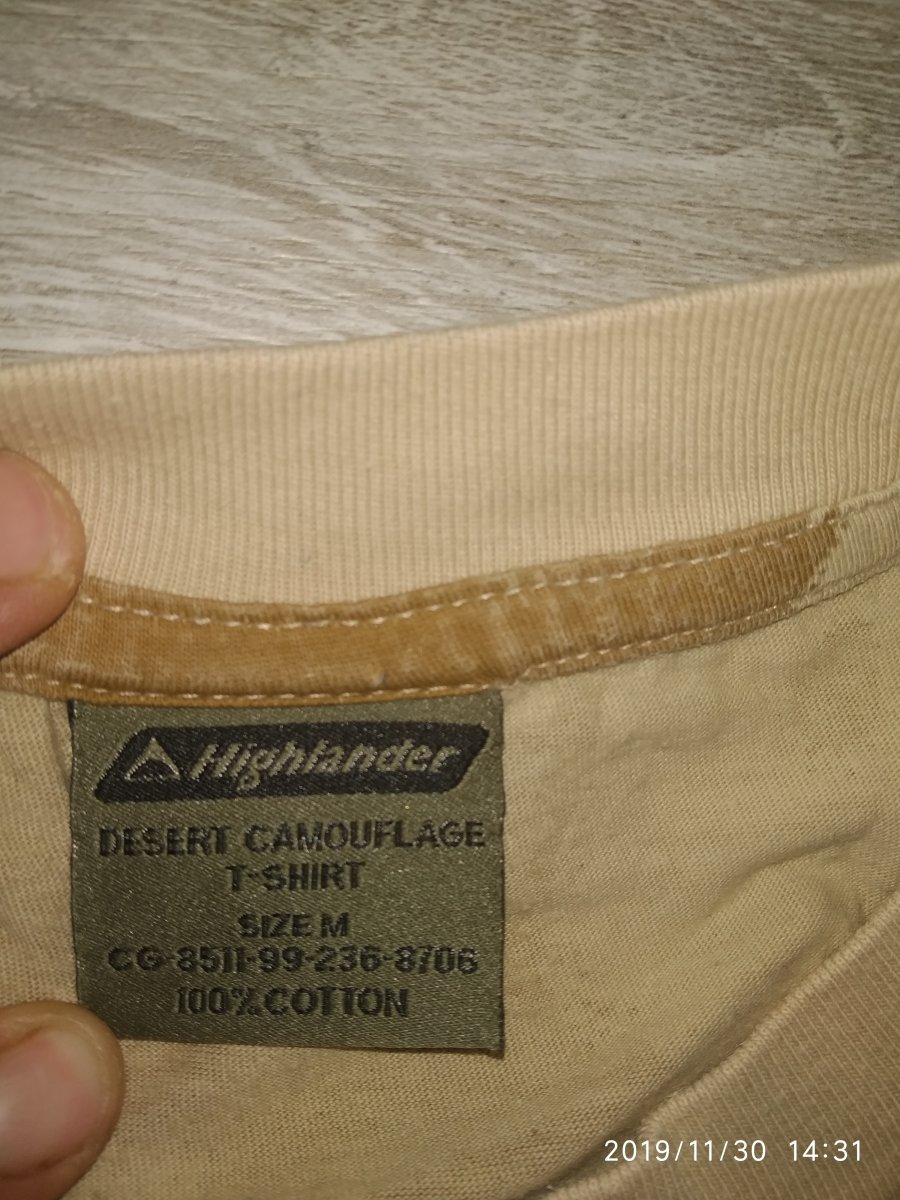 Highlander
DESERT CAMOUFLAGE
T-SHIRT
SIZE M
CG-8511-99-236-8706
100% COTTON
2019/11/30 14:31